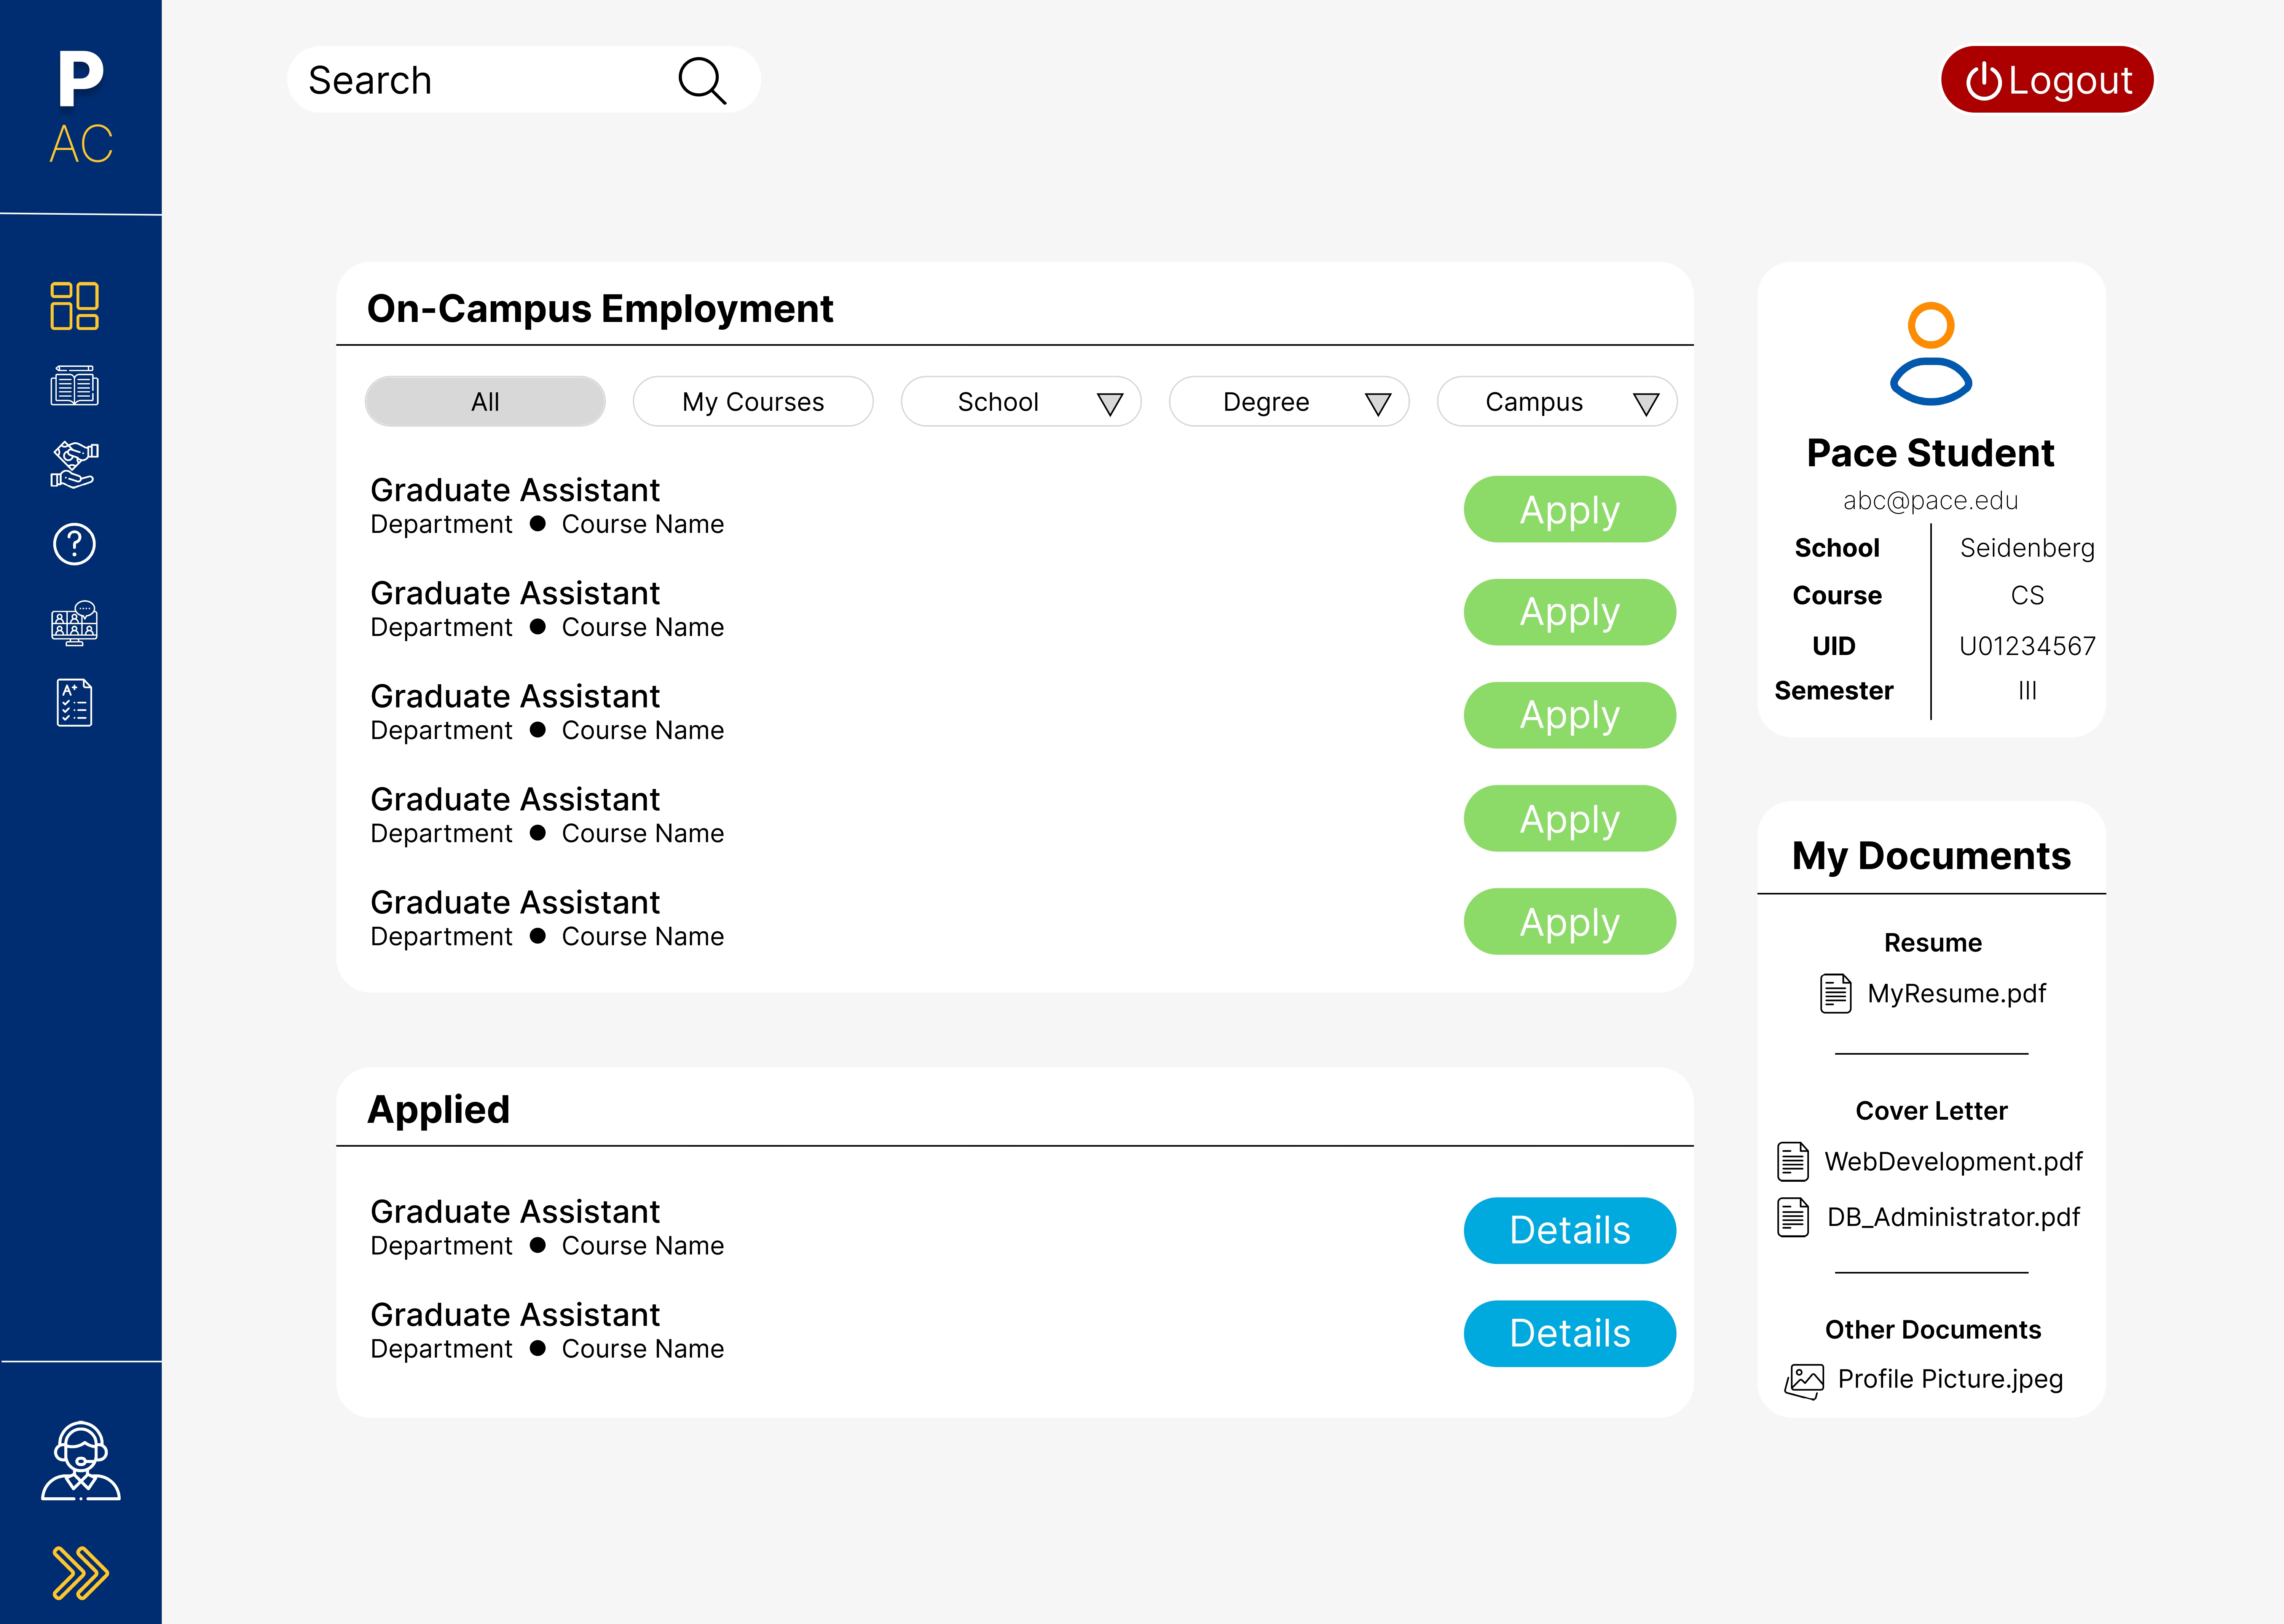 P
AC
Search
Logout
On-Campus Employment
All
My Courses
School
Degree
Campus
Graduate Assistant
Department ● Course Name
Apply
Graduate Assistant
Department ● Course Name
Apply
Graduate Assistant
Department ● Course Name
Apply
Graduate Assistant
Department ● Course Name
Apply
Graduate Assistant
Department ● Course Name
Apply
Applied
Graduate Assistant
Department ● Course Name
Details
Graduate Assistant
Department ● Course Name
Details
Pace Student
abc@pace.edu
School Seidenberg
Course CS
UID U01234567
Semester III
My Documents
Resume
MyResume.pdf
Cover Letter
WebDevelopment.pdf
DB_Administrator.pdf
Other Documents
Profile Picture.jpeg
?
A+